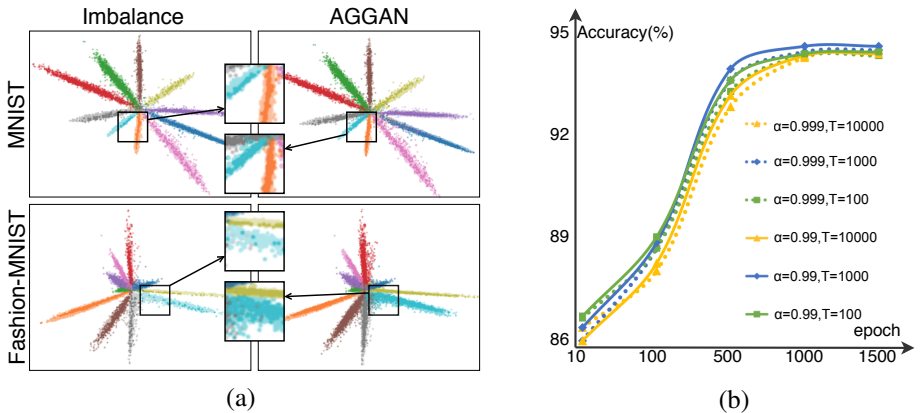 Imbalance
AGGAN
MNIST
Fashion-MNIST
(a)
95
Accuracy(%)
92
89
86
α=0.999,T=10000
α=0.999,T=1000
α=0.999,T=100
α=0.99,T=10000
α=0.99,T=1000
α=0.99,T=100
epoch
10 100 500 1000 1500
(b)